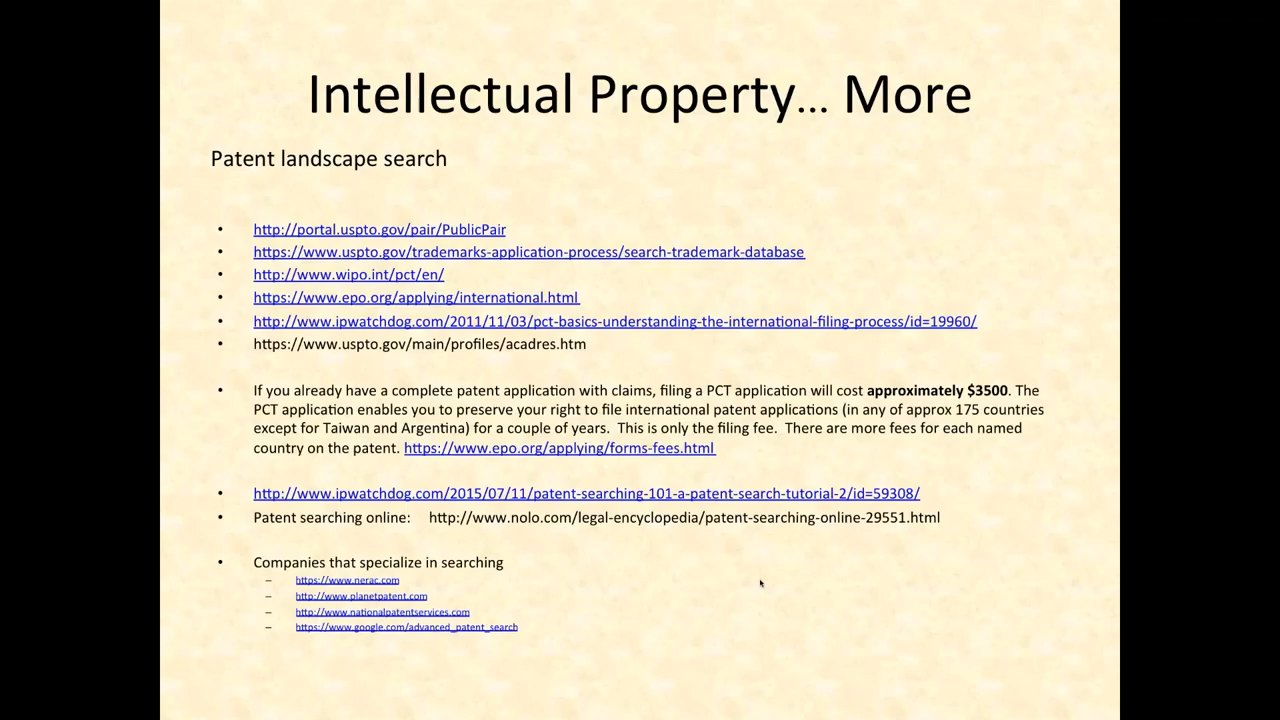 Intellectual Property... More
Patent landscape search
• http://portal.uspto.gov/pair/PublicPair
• https://www.uspto.gov/trademarks-application-process/search-trademark-database
• http://www.wipo.int/pct/en/
• https://www.epo.org/applying/international.html
• http://www.ipwatchdog.com/2011/11/03/pct-basics-understanding-the-international-filing-process/id=19960/
• https://www.uspto.gov/main/profiles/acadres.htm
• If you already have a complete patent application with claims, filing a PCT application will cost approximately $3500. The
PCT application enables you to preserve your right to file international patent applications (in any of approx 175 countries
except for Taiwan and Argentina) for a couple of years. This is only the filing fee. There are more fees for each named
country on the patent. https://www.epo.org/applying/forms-fees.html
• http://www.ipwatchdog.com/2015/07/11/patent-searching-101-a-patent-search-tutorial-2/id=59308/
• Patent searching online: http://www.nolo.com/legal-encyclopedia/patent-searching-online-29551.html
• Companies that specialize in searching
– https://www.nerac.com
– http://www.planetpatent.com
– http://www.nationalpatentservices.com
– https://www.google.com/advanced_patent_search